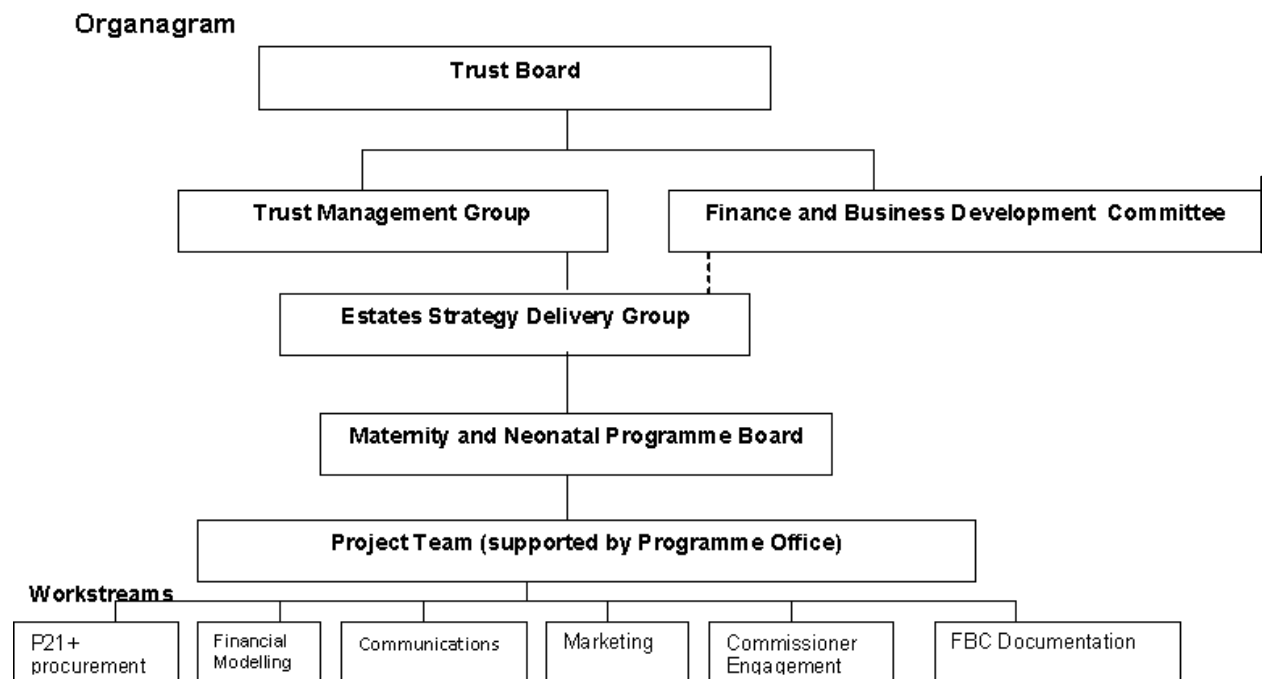 Organagram
Trust Board
Trust Management Group
Finance and Business Development Committee
Estates Strategy Delivery Group
Maternity and Neonatal Programme Board
Project Team (supported by Programme Office)
Workstreams
P21+
procurement
Financial
Modelling
Communications
Marketing
Commissioner
Engagement
FBC Documentation